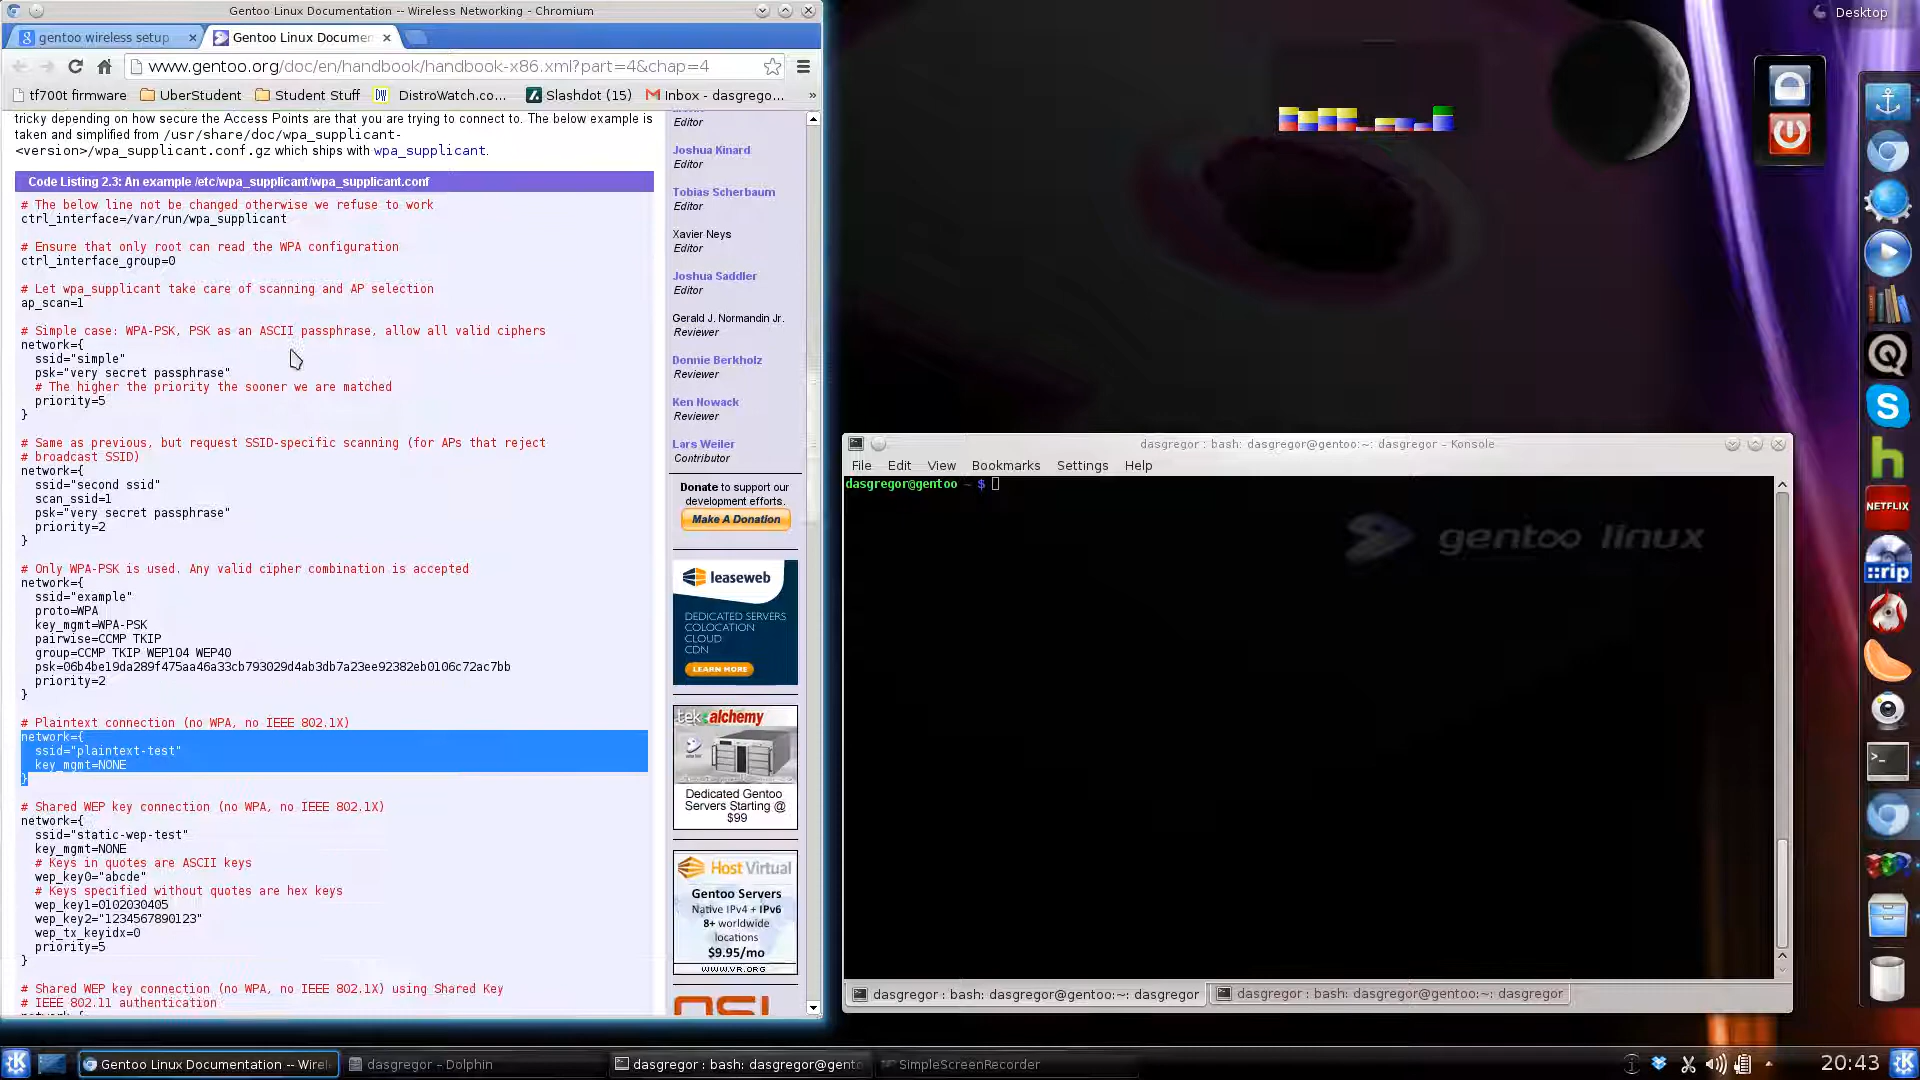 Gentoo Linux Documentation -- Wireless Networking - Chromium
gentoo wireless setup
Gentoo Linux Documen
www.gentoo.org/doc/en/handbook/handbook-x86.xml?part=4&chap=4
tf700t firmware
UberStudent
Student Stuff
DW
DistroWatch.co...
Slashdot (15)
Inbox - dasgrego...
»
tricky depending on how secure the Access Points are that you are trying to connect to. The below example is
taken and simplified from /usr/share/doc/wpa_supplicant-
<version>/wpa_supplicant.conf.gz which ships with wpa_supplicant.
Code Listing 2.3: An example /etc/wpa_supplicant/wpa_supplicant.conf
# The below line not be changed otherwise we refuse to work
ctrl_interface=/var/run/wpa_supplicant
# Ensure that only root can read the WPA configuration
ctrl_interface_group=0
# Let wpa_supplicant take care of scanning and AP selection
ap_scan=1
# Simple case: WPA-PSK, PSK as an ASCII passphrase, allow all valid ciphers
network={
ssid="simple"
psk="very secret passphrase"
# The higher the priority the sooner we are matched
priority=5
}
# Same as previous, but request SSID-specific scanning (for APs that reject
# broadcast SSID)
network={
ssid="second ssid"
scan_ssid=1
psk="very secret passphrase"
priority=2
}
# Only WPA-PSK is used. Any valid cipher combination is accepted
network={
ssid="example"
proto=WPA
key_mgmt=WPA-PSK
pairwise=CCMP TKIP
group=CCMP TKIP WEP104 WEP40
psk=06b4be19da289f475aa46a33cb793029d4ab3db7a23ee92382eb0106c72ac7bb
priority=2
}
# Plaintext connection (no WPA, no IEEE 802.1X)
network={
ssid="plaintext-test"
key_mgmt=NONE
}
# Shared WEP key connection (no WPA, no IEEE 802.1X)
network={
ssid="static-wep-test"
key_mgmt=NONE
# Keys in quotes are ASCII keys
wep_key0="abcde"
# Keys specified without quotes are hex keys
wep_key1=0102030405
wep_key2="1234567890123"
wep_tx_keyidx=0
priority=5
}
# Shared WEP key connection (no WPA, no IEEE 802.1X) using Shared Key
# IEEE 802.11 authentication
network={
Editor
Joshua Kinard
Editor
Tobias Scherbaum
Editor
Xavier Neys
Editor
Joshua Saddler
Editor
Gerald J. Normandin Jr.
Reviewer
Donnie Berkholz
Reviewer
Ken Nowack
Reviewer
Lars Weiler
Contributor
Donate to support our
development efforts.
Make A Donation
leaseweb
DEDICATED SERVERS
COLOCATION
CLOUD
CDN
LEARN MORE
tek alchemy
Dedicated Gentoo
Servers Starting @
$99
Host Virtual
Gentoo Servers
Native IPv4 + IPv6
8+ worldwide
locations
$9.95/mo
WWW.VR.ORG
Desktop
dasgregor : bash: dasgregor@gentoo:~: dasgregor – Konsole
File Edit View Bookmarks Settings Help
dasgregor@gentoo ~ $
gentoo linux
dasgregor : bash: dasgregor@gentoo:~: dasgregor
dasgregor : bash: dasgregor@gentoo:~: dasgregor
NETFLIX
::rip
Gentoo Linux Documentation -- Wirel
dasgregor – Dolphin
dasgregor : bash: dasgregor@gento
SimpleScreenRecorder
20:43